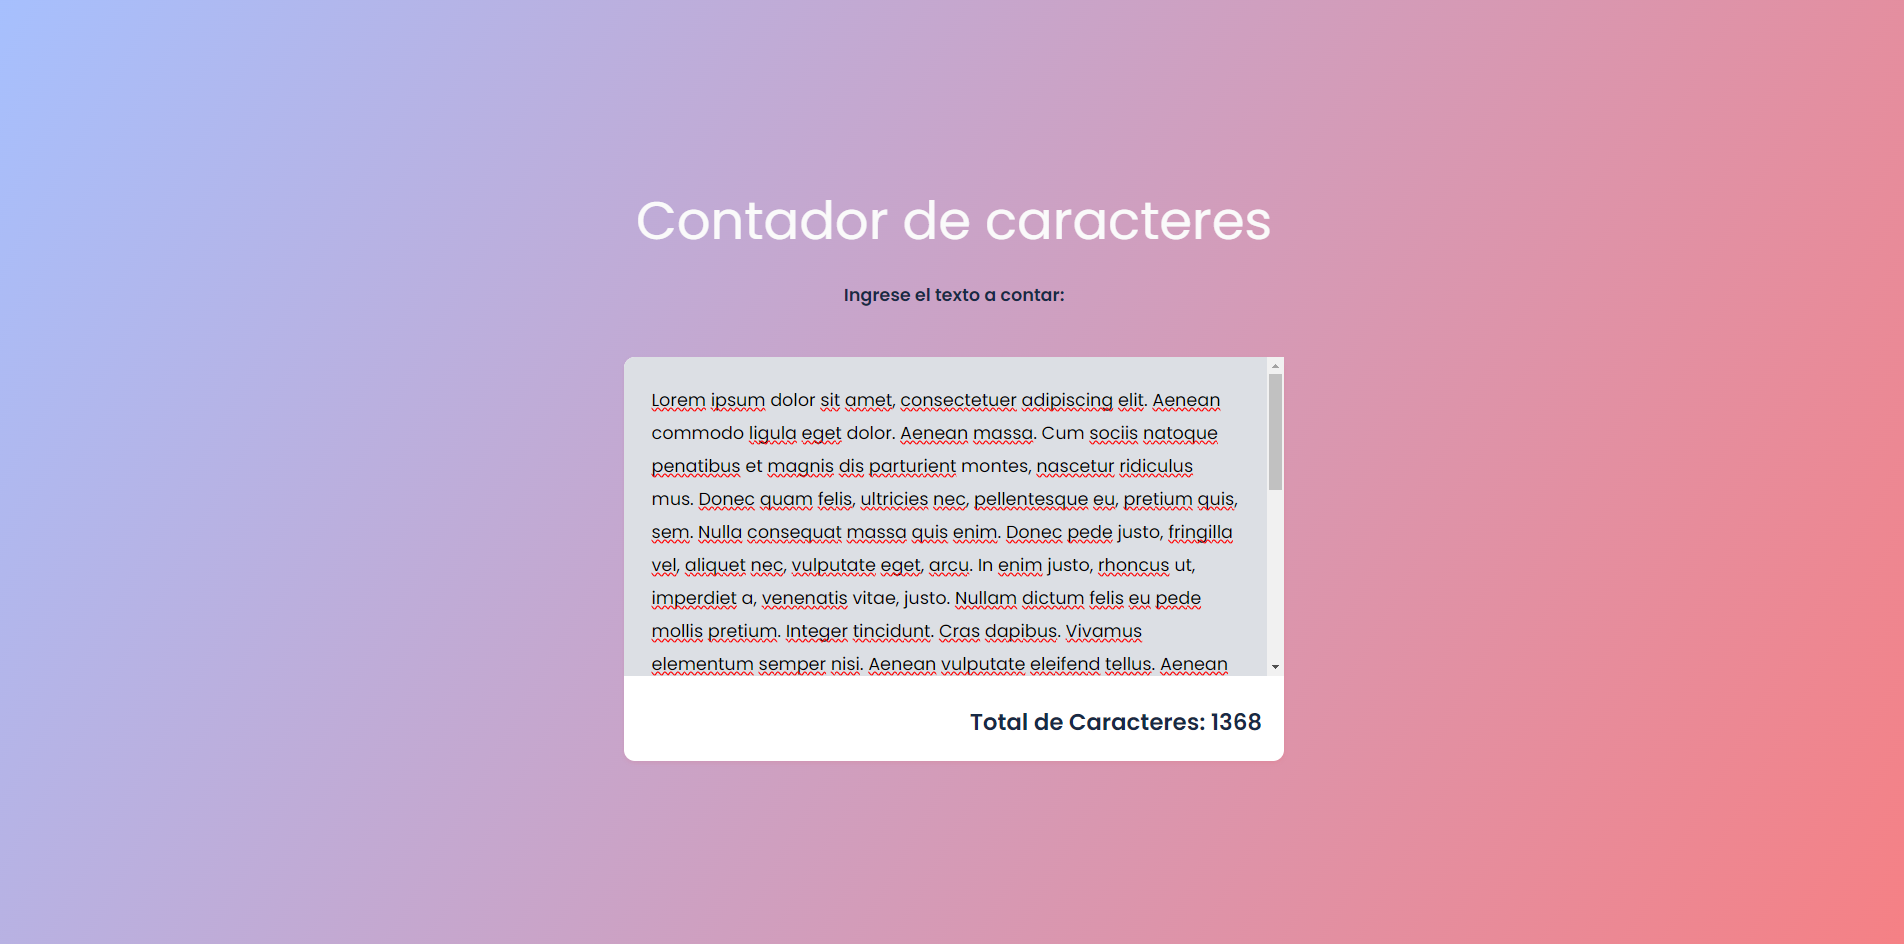 Contador de caracteres
Ingrese el texto a contar:
Lorem ipsum dolor sit amet, consectetuer adipiscing elit. Aenean
commodo ligula eget dolor. Aenean massa. Cum sociis natoque
penatibus et magnis dis parturient montes, nascetur ridiculus
mus. Donec quam felis, ultricies nec, pellentesque eu, pretium quis,
sem. Nulla consequat massa quis enim. Donec pede justo, fringilla
vel, aliquet nec, vulputate eget, arcu. In enim justo, rhoncus ut,
imperdiet a, venenatis vitae, justo. Nullam dictum felis eu pede
mollis pretium. Integer tincidunt. Cras dapibus. Vivamus
elementum semper nisi. Aenean vulputate eleifend tellus. Aenean
Total de Caracteres: 1368